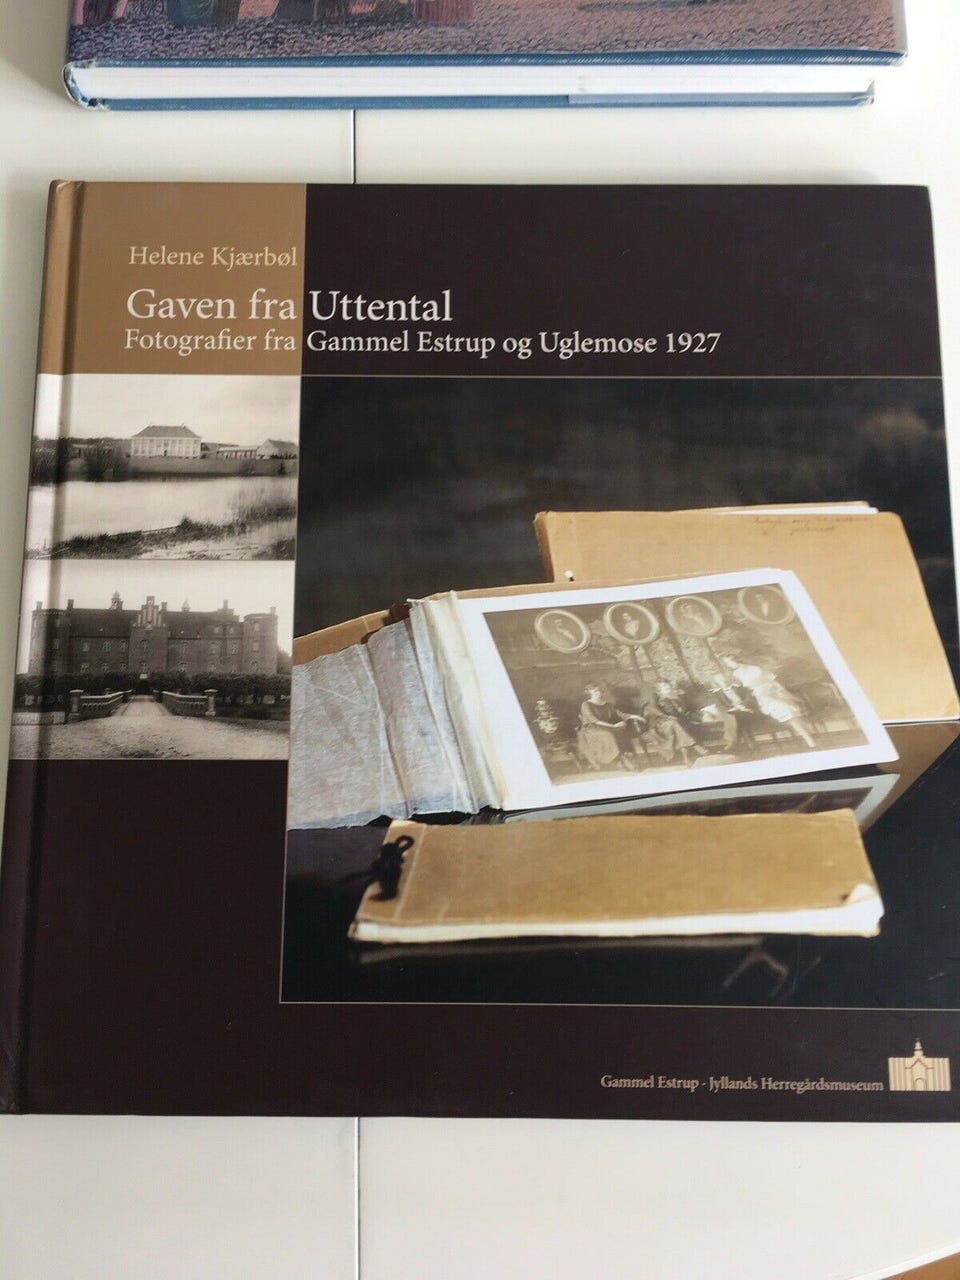 Helene Kjærbøl
Gaven fra Uttental
Fotografier fra Gammel Estrup og Uglemose 1927
Gammel Estrup · Jyllands Herregårdsmuseum